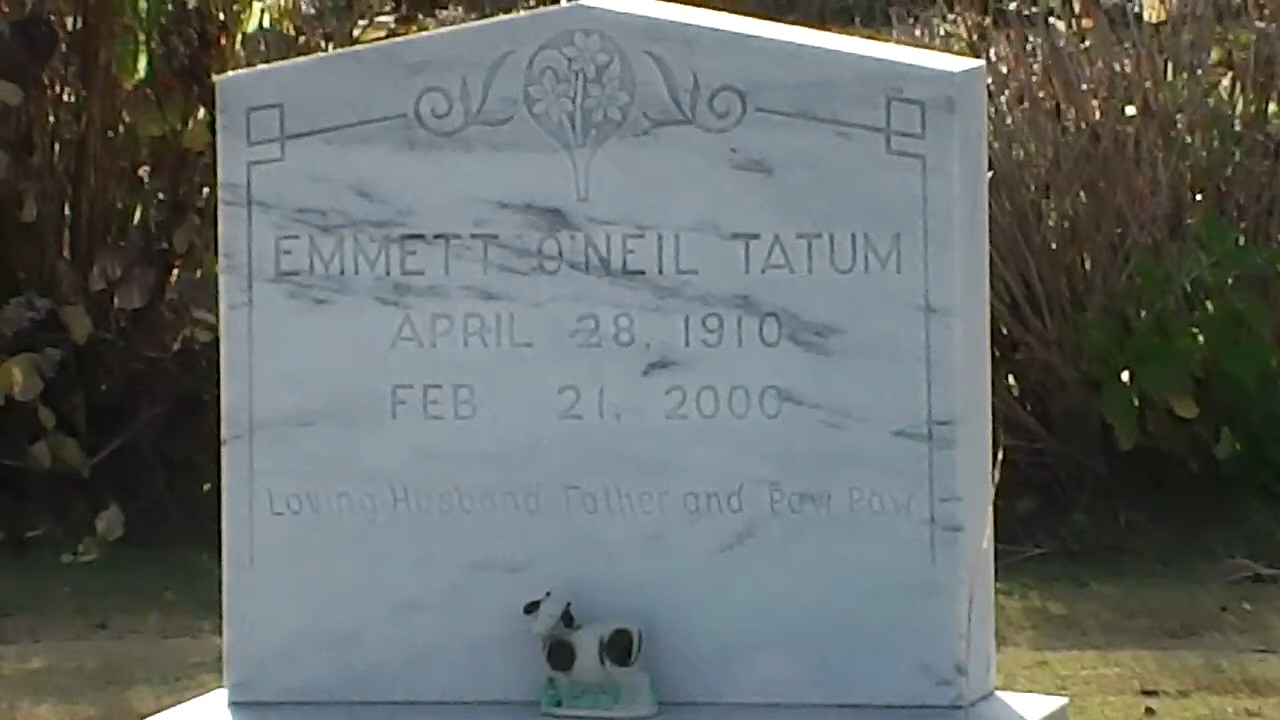 EMMETT O'NEIL TATUM
APRIL 28, 1910
FEB 21, 2000
Loving Husband Father and Paw Paw